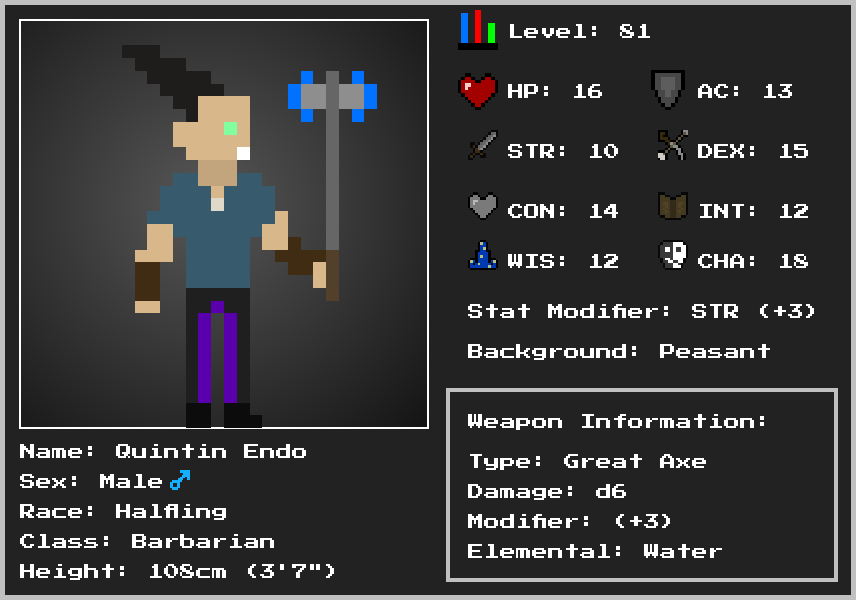 Level: 81
HP: 16 AC: 13
STR: 10 DEX: 15
CON: 14 INT: 12
WIS: 12 CHA: 18
Stat Modifier: STR (+3)
Background: Peasant
Name: Quintin Endo
Sex: Male ♂
Race: Halfling
Class: Barbarian
Height: 108cm (3'7")
Weapon Information:
Type: Great Axe
Damage: d6
Modifier: (+3)
Elemental: Water